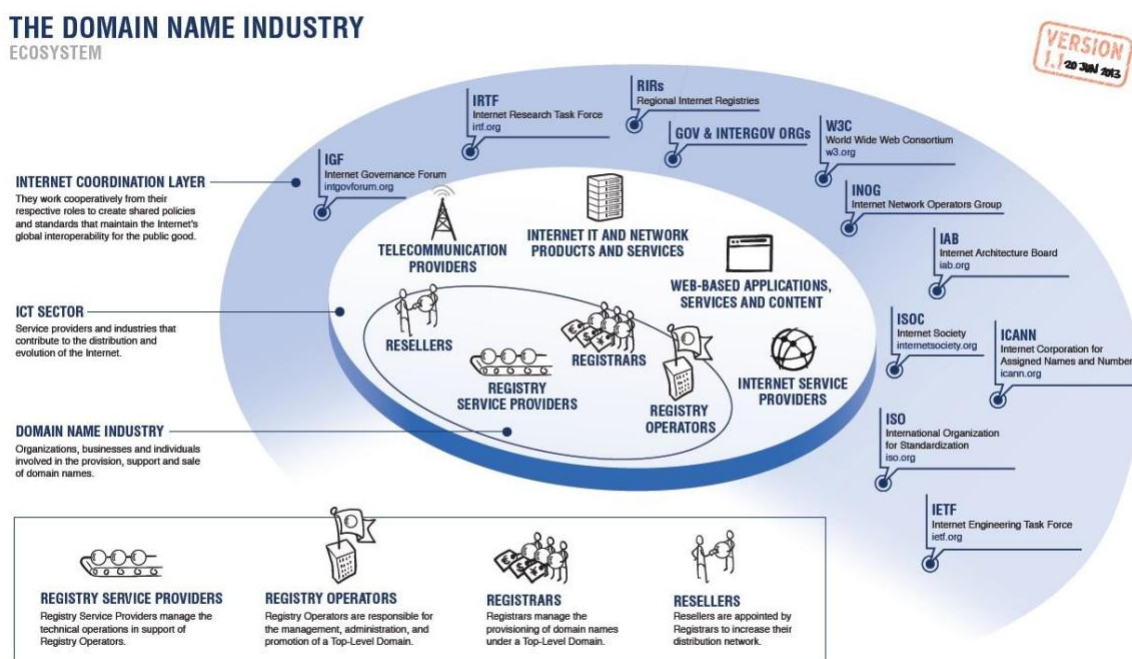 THE DOMAIN NAME INDUSTRY
ECOSYSTEM
VERSION
1.1 20 JUN 2013
IRTF
Internet Research Task Force
irtf.org
RIRs
Regional Internet Registries
GOV & INTERGOV ORGs
W3C
World Wide Web Consortium
w3.org
IGF
Internet Governance Forum
intgovforum.org
INOG
Internet Network Operators Group
IAB
Internet Architecture Board
iab.org
ISOC
Internet Society
internetsociety.org
ICANN
Internet Corporation for
Assigned Names and Number
icann.org
ISO
International Organization
for Standardization
iso.org
IETF
Internet Engineering Task Force
ietf.org
INTERNET COORDINATION LAYER
They work cooperatively from their
respective roles to create shared policies
and standards that maintain the Internet's
global interoperability for the public good.
ICT SECTOR
Service providers and industries that
contribute to the distribution and
evolution of the Internet.
DOMAIN NAME INDUSTRY
Organizations, businesses and individuals
involved in the provision, support and sale
of domain names.
TELECOMMUNICATION
PROVIDERS
INTERNET IT AND NETWORK
PRODUCTS AND SERVICES
WEB-BASED APPLICATIONS,
SERVICES AND CONTENT
RESELLERS
REGISTRARS
REGISTRY
SERVICE PROVIDERS
REGISTRY
OPERATORS
INTERNET SERVICE
PROVIDERS
REGISTRY SERVICE PROVIDERS
Registry Service Providers manage the
technical operations in support of
Registry Operators.
REGISTRY OPERATORS
Registry Operators are responsible for
the management, administration, and
promotion of a Top-Level Domain.
REGISTRARS
Registrars manage the
provisioning of domain names
under a Top-Level Domain.
RESELLERS
Resellers are appointed by
Registrars to increase their
distribution network.